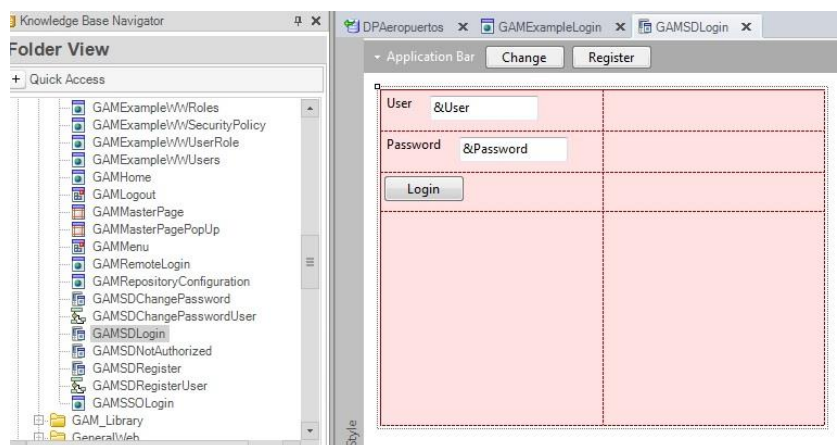 Knowledge Base Navigator
Folder View
Quick Access
GAMExampleWWRoles
GAMExampleWWSecurityPolicy
GAMExampleWWUserRole
GAMExampleWWUsers
GAMHome
GAMLogout
GAMMasterPage
GAMMasterPagePopUp
GAMMenu
GAMRemoteLogin
GAMRepositoryConfiguration
GAMSDChangePassword
GAMSDChangePasswordUser
GAMSDLogin
GAMSDNotAuthorized
GAMSDRegister
GAMSDRegisterUser
GAMSSOLogin
GAM_Library
GeneralWeb
DPAeropuertos
GAMExampleLogin
GAMSDLogin
Application Bar
Change
Register
User
&User
Password
&Password
Login
Style